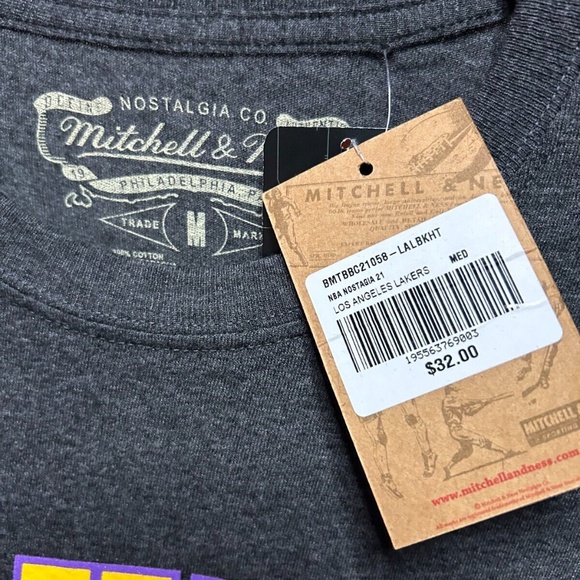 NOSTALGIA CO.
Mitchell &
19
PHILADELPHIA,
TRADE M MARK
100% COTTON
MITCHELL & NESS
BMTBBC21058-LALBKHT
NBA NOSTAGIA 21 MED
LOS ANGELES LAKERS
195563769003
$32.00
MITCHELL
www.mitchellandness.com